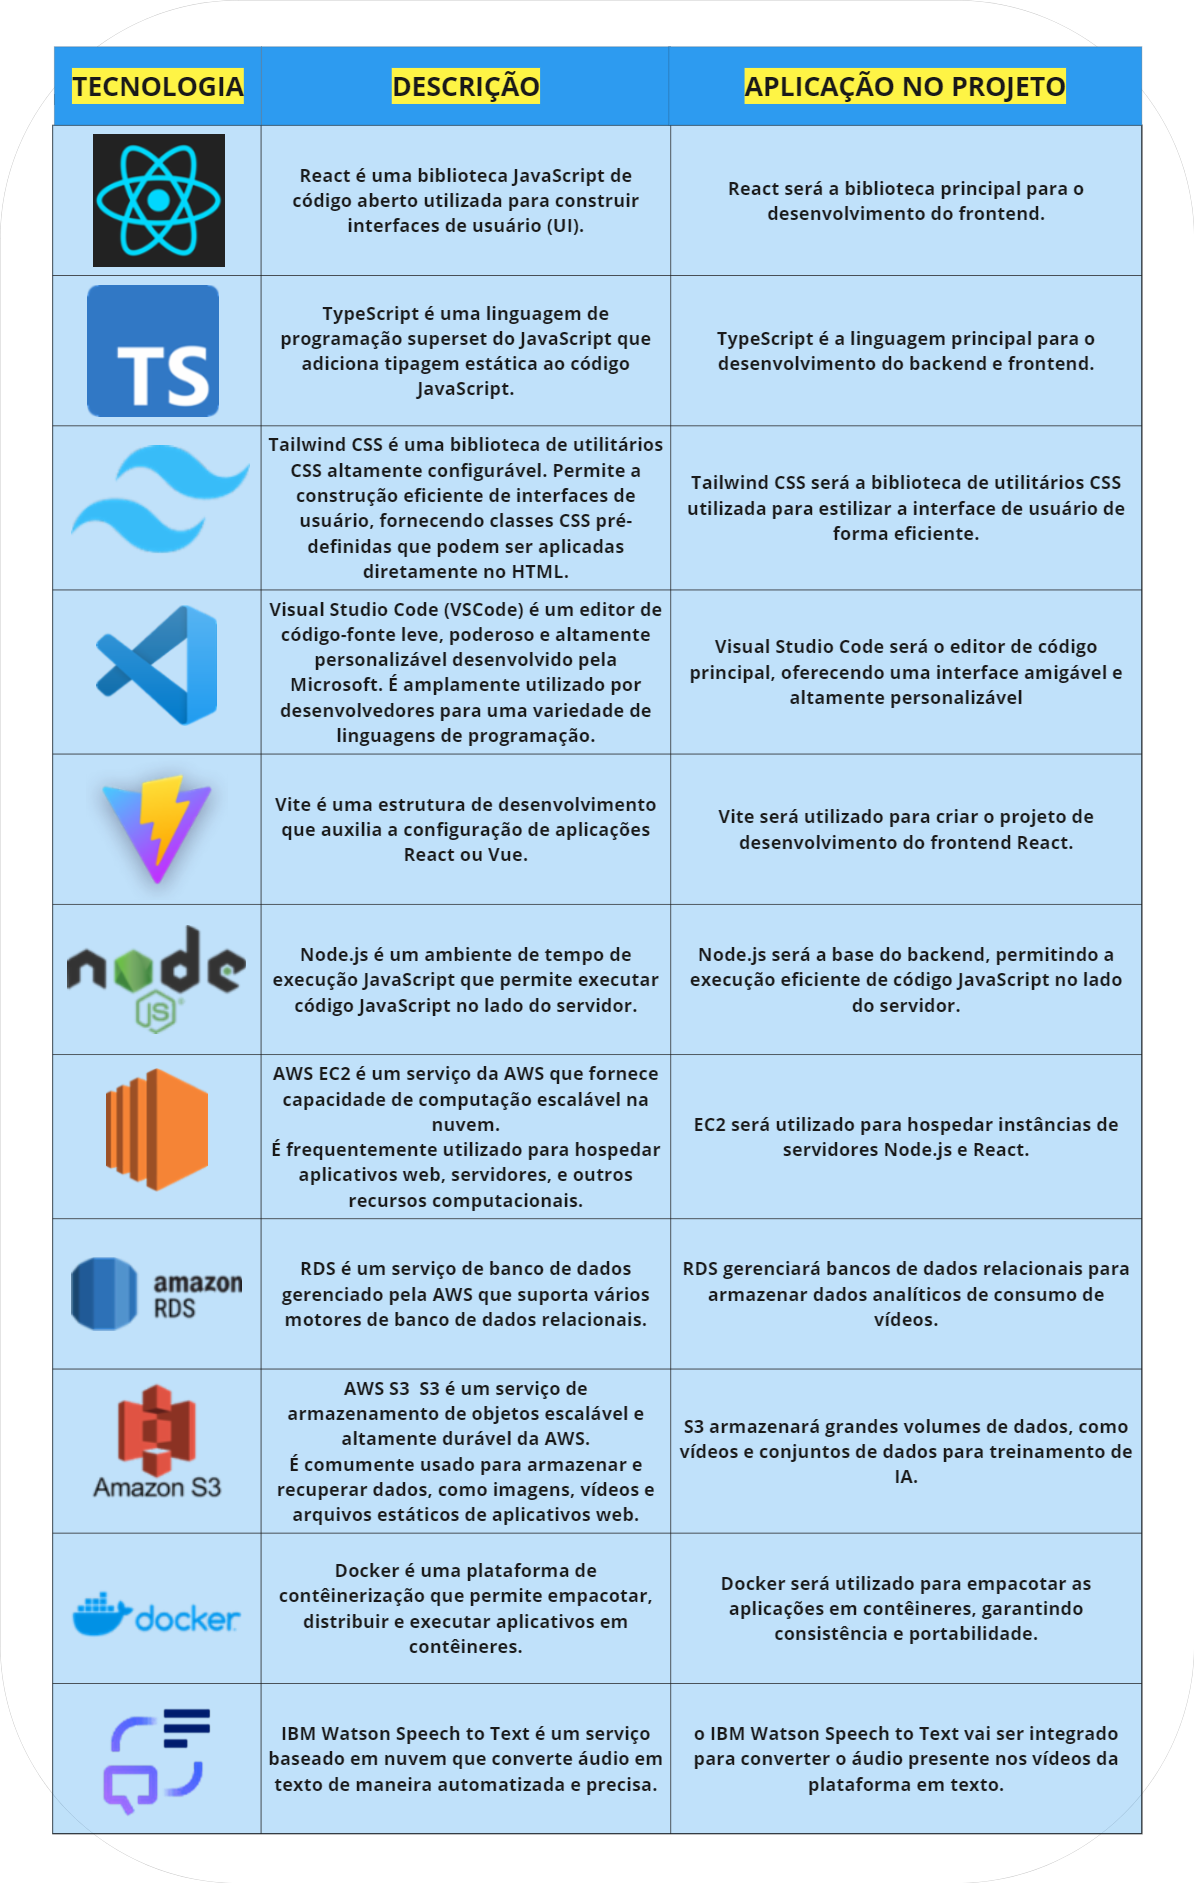 TECNOLOGIA
DESCRIÇÃO
APLICAÇÃO NO PROJETO
React é uma biblioteca JavaScript de
código aberto utilizada para construir
interfaces de usuário (UI).
React será a biblioteca principal para o
desenvolvimento do frontend.
TS
TypeScript é uma linguagem de
programação superset do JavaScript que
adiciona tipagem estática ao código
JavaScript.
TypeScript é a linguagem principal para o
desenvolvimento do backend e frontend.
Tailwind CSS é uma biblioteca de utilitários
CSS altamente configurável. Permite a
construção eficiente de interfaces de
usuário, fornecendo classes CSS pré-
definidas que podem ser aplicadas
diretamente no HTML.
Tailwind CSS será a biblioteca de utilitários CSS
utilizada para estilizar a interface de usuário de
forma eficiente.
Visual Studio Code (VSCode) é um editor de
código-fonte leve, poderoso e altamente
personalizável desenvolvido pela
Microsoft. É amplamente utilizado por
desenvolvedores para uma variedade de
linguagens de programação.
Visual Studio Code será o editor de código
principal, oferecendo uma interface amigável e
altamente personalizável
Vite é uma estrutura de desenvolvimento
que auxilia a configuração de aplicações
React ou Vue.
Vite será utilizado para criar o projeto de
desenvolvimento do frontend React.
node
JS®
Node.js é um ambiente de tempo de
execução JavaScript que permite executar
código JavaScript no lado do servidor.
Node.js será a base do backend, permitindo a
execução eficiente de código JavaScript no lado
do servidor.
AWS EC2 é um serviço da AWS que fornece
capacidade de computação escalável na
nuvem.
É frequentemente utilizado para hospedar
aplicativos web, servidores, e outros
recursos computacionais.
EC2 será utilizado para hospedar instâncias de
servidores Node.js e React.
amazon
RDS
RDS é um serviço de banco de dados
gerenciado pela AWS que suporta vários
motores de banco de dados relacionais.
RDS gerenciará bancos de dados relacionais para
armazenar dados analíticos de consumo de
vídeos.
Amazon S3
AWS S3  S3 é um serviço de
armazenamento de objetos escalável e
altamente durável da AWS.
É comumente usado para armazenar e
recuperar dados, como imagens, vídeos e
arquivos estáticos de aplicativos web.
S3 armazenará grandes volumes de dados, como
vídeos e conjuntos de dados para treinamento de
IA.
docker
Docker é uma plataforma de
contêinerização que permite empacotar,
distribuir e executar aplicativos em
contêineres.
Docker será utilizado para empacotar as
aplicações em contêineres, garantindo
consistência e portabilidade.
IBM Watson Speech to Text é um serviço
baseado em nuvem que converte áudio em
texto de maneira automatizada e precisa.
o IBM Watson Speech to Text vai ser integrado
para converter o áudio presente nos vídeos da
plataforma em texto.